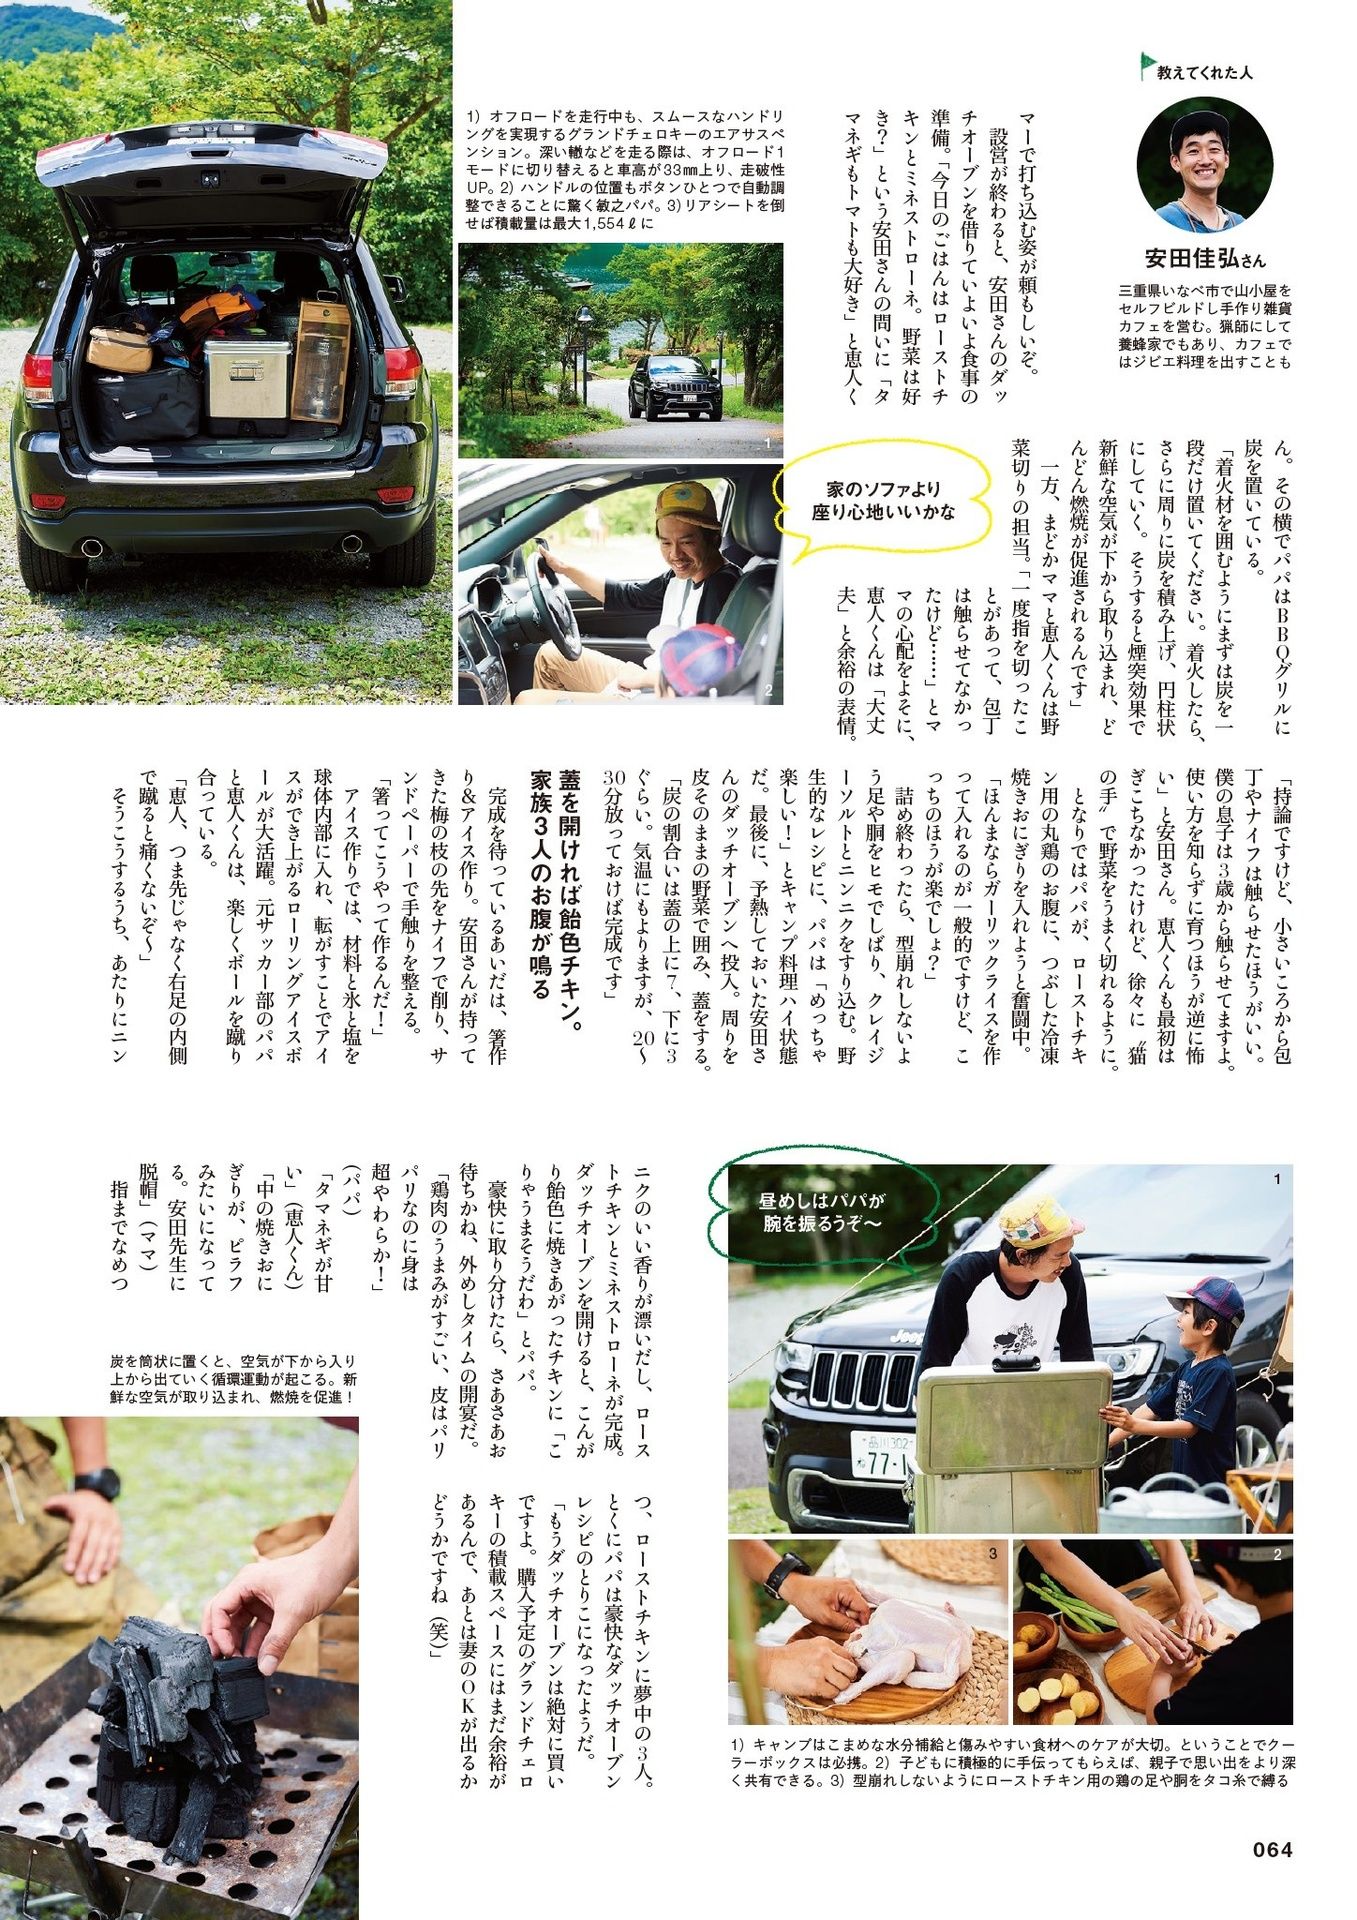 教えてくれた人
安田佳弘さん
三重県いなべ市で山小屋を
セルフビルドし手作り雑貨
カフェを営む。猟師にして
養蜂家でもあり、カフェで
はジビエ料理を出すことも
1）オフロードを走行中も、スムースなハンドリ
ングを実現するグランドチェロキーのエアサスペ
ンション。深い轍などを走る際は、オフロード1
モードに切り替えると車高が33㎜上り、走破性
UP。2）ハンドルの位置もボタンひとつで自動調
整できることに驚く敏之パパ。3）リアシートを倒
せば積載量は最大1,554ℓに
1
2
3
マーで打ち込む姿が頼もしいぞ。
設営が終わると、安田さんのダッ
チオーブンを借りていよいよ食事の
準備。「今日のごはんはローストチ
キンとミネストローネ。野菜は好
き？」という安田さんの問いに「タ
マネギもトマトも大好き」と恵人く
ん。その横でパパはBBQグリルに
炭を置いている。
「着火材を囲むようにまずは炭を一
段だけ置いてください。着火したら、
さらに周りに炭を積み上げ、円柱状
にしていく。そうすると煙突効果で
新鮮な空気が下から取り込まれ、ど
んどん燃焼が促進されるんです」
一方、まどかママと恵人くんは野
菜切りの担当。「一度指を切ったこ
とがあって、包丁
は触らせてなかっ
たけど……」とマ
マの心配をよそに、
恵人くんは「大丈
夫」と余裕の表情。
家のソファより
座り心地いいかな
「持論ですけど、小さいころから包
丁やナイフは触らせたほうがいい。
僕の息子は3歳から触らせてますよ。
使い方を知らずに育つほうが逆に怖
い」と安田さん。恵人くんも最初は
ぎこちなかったけれど、徐々に〝猫
の手〟で野菜をうまく切れるように。
となりではパパが、ローストチキ
ン用の丸鶏のお腹に、つぶした冷凍
焼きおにぎりを入れようと奮闘中。
「ほんまならガーリックライスを作
って入れるのが一般的ですけど、こ
っちのほうが楽でしょ？」
詰め終わったら、型崩れしないよ
う足や胴をヒモでしばり、クレイジ
ーソルトとニンニクをすり込む。野
生的なレシピに、パパは「めっちゃ
楽しい！」とキャンプ料理ハイ状態
だ。最後に、予熱しておいた安田さ
んのダッチオーブンへ投入。周りを
皮そのままの野菜で囲み、蓋をする。
「炭の割合いは蓋の上に7、下に3
ぐらい。気温にもよりますが、20〜
30分放っておけば完成です」
蓋を開ければ飴色チキン。
家族3人のお腹が鳴る
完成を待っているあいだは、箸作
り＆アイス作り。安田さんが持って
きた梅の枝の先をナイフで削り、サ
ンドペーパーで手触りを整える。
「箸ってこうやって作るんだ！」
アイス作りでは、材料と氷と塩を
球体内部に入れ、転がすことでアイ
スができ上がるローリングアイスボ
ールが大活躍。元サッカー部のパパ
と恵人くんは、楽しくボールを蹴り
合っている。
「恵人、つま先じゃなく右足の内側
で蹴ると痛くないぞ〜」
そうこうするうち、あたりにニン
ニクのいい香りが漂いだし、ロース
トチキンとミネストローネが完成。
ダッチオーブンを開けると、こんが
り飴色に焼きあがったチキンに「こ
りゃうまそうだわ」とパパ。
豪快に取り分けたら、さあさあお
待ちかね、外めしタイムの開宴だ。
「鶏肉のうまみがすごい、皮はパリ
パリなのに身は
超やわらか！」
（パパ）
「タマネギが甘
い」（恵人くん）
「中の焼きおに
ぎりが、ピラフ
みたいになって
る。安田先生に
脱帽」（ママ）
指までなめつ
つ、ローストチキンに夢中の3人。
とくにパパは豪快なダッチオーブン
レシピのとりこになったようだ。
「もうダッチオーブンは絶対に買い
ですよ。購入予定のグランドチェロ
キーの積載スペースにはまだ余裕が
あるんで、あとは妻のOKが出るか
どうかですね（笑）」
炭を筒状に置くと、空気が下から入り
上から出ていく循環運動が起こる。新
鮮な空気が取り込まれ、燃焼を促進！
昼めしはパパが
腕を振るうぞ〜
1
Jeep
品川302
77-1
3
2
1）キャンプはこまめな水分補給と傷みやすい食材へのケアが大切。ということでクー
ラーボックスは必携。2）子どもに積極的に手伝ってもらえば、親子で思い出をより深
く共有できる。3）型崩れしないようにローストチキン用の鶏の足や胴をタコ糸で縛る
064